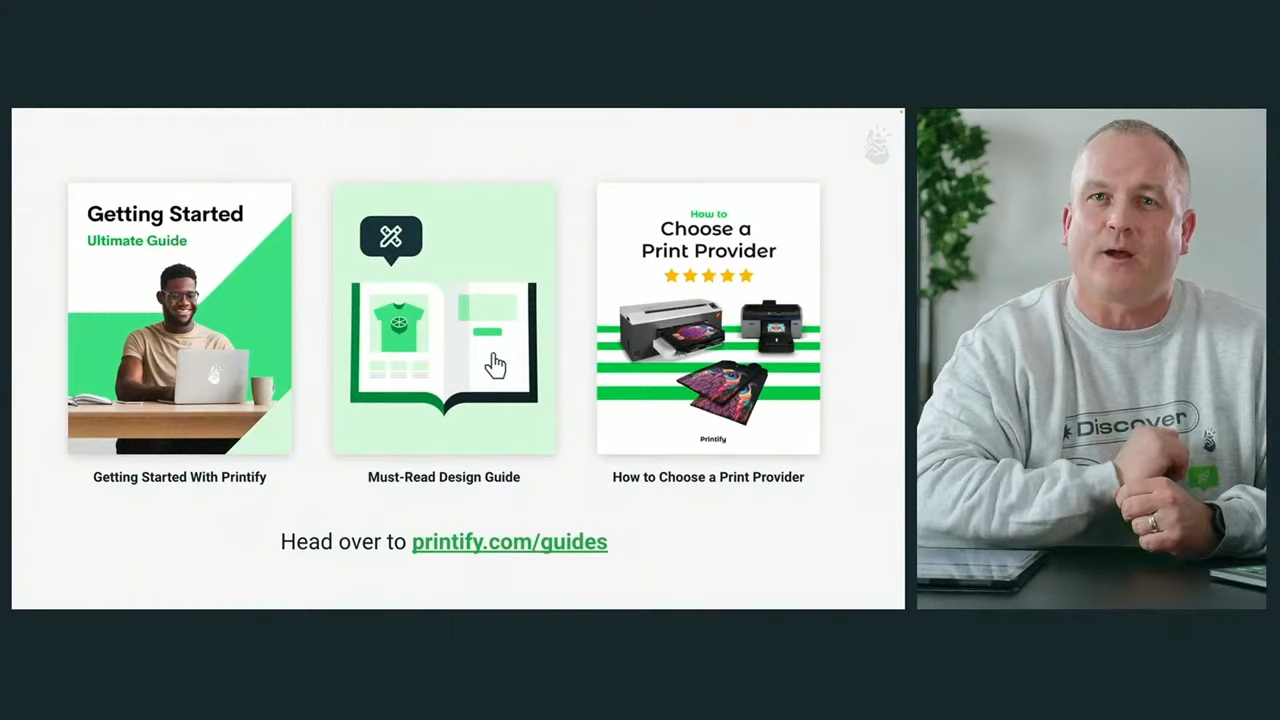 Getting Started
Ultimate Guide
Getting Started With Printify
Must-Read Design Guide
How to
Choose a
Print Provider
Printify
How to Choose a Print Provider
Head over to printify.com/guides
Discover